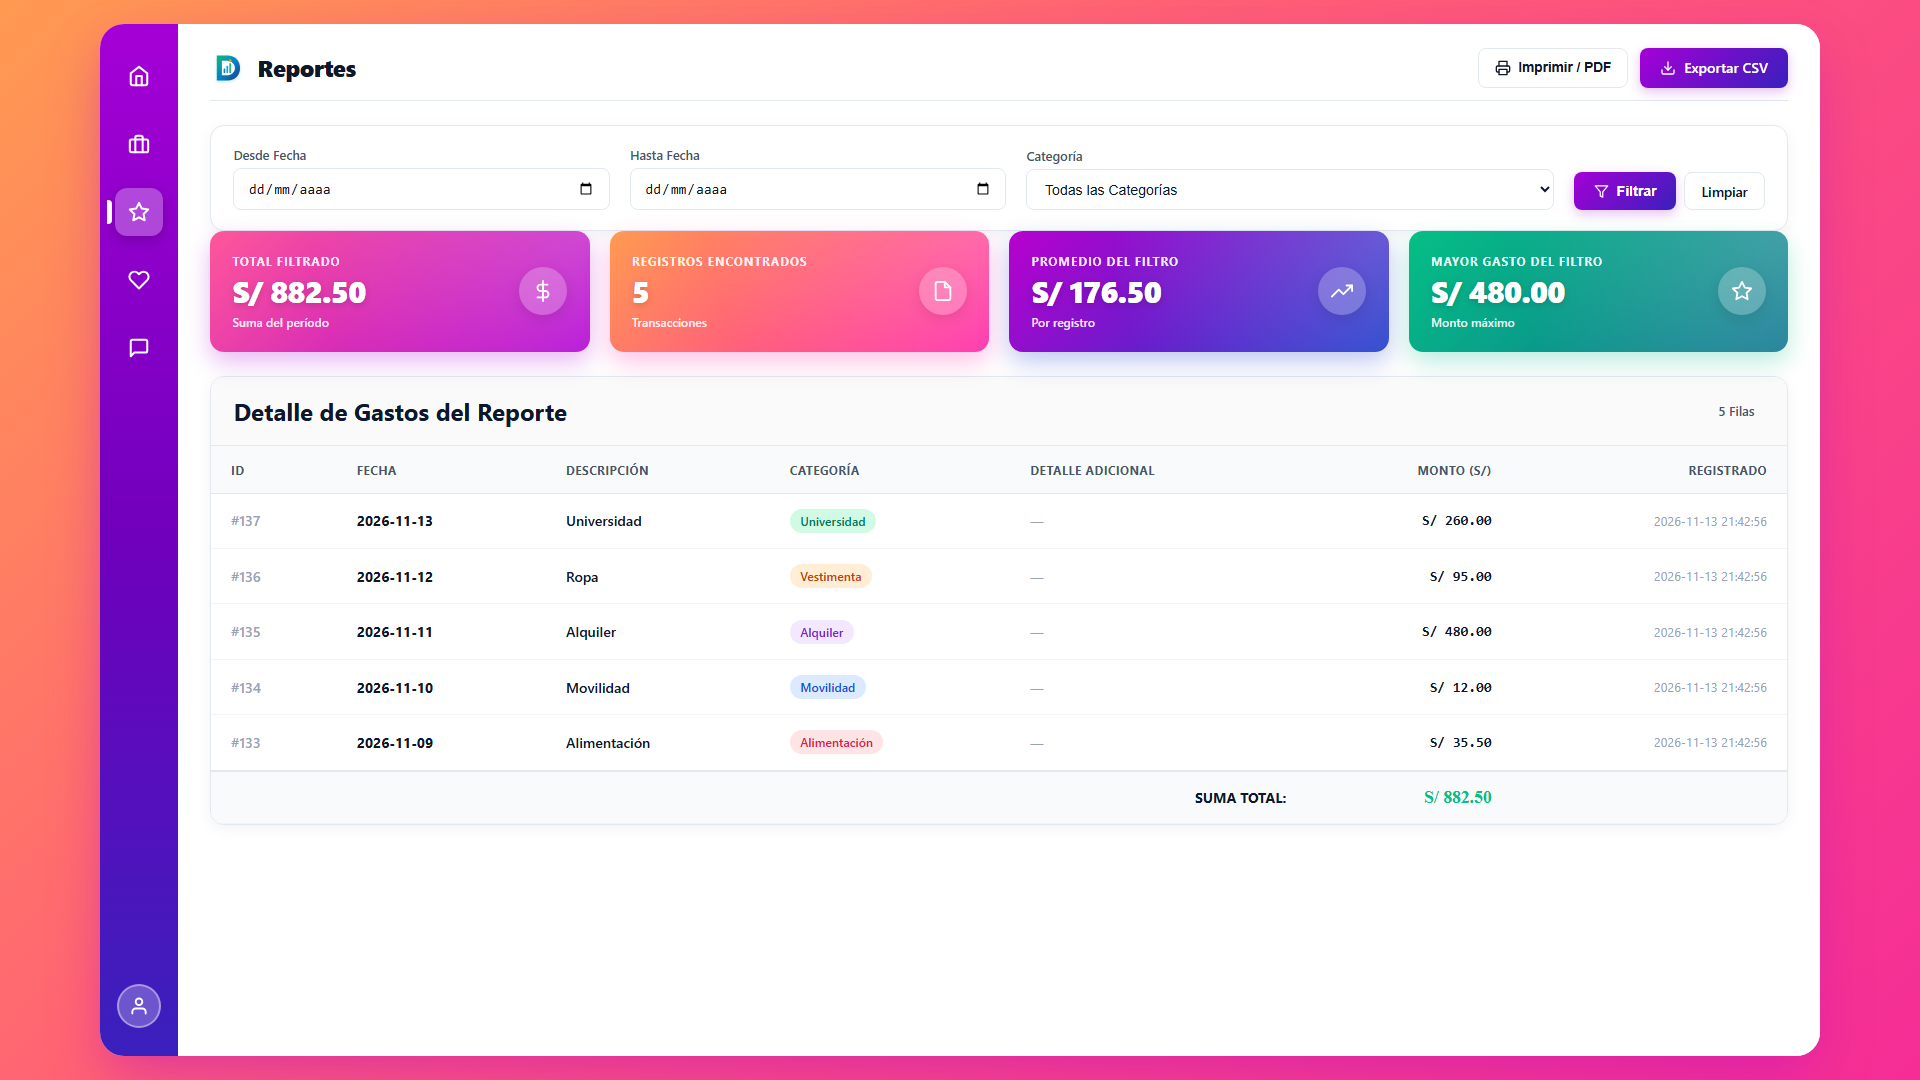 Reportes
Imprimir / PDF
Exportar CSV
Desde Fecha
Hasta Fecha
Categoría
dd/mm/aaaa
dd/mm/aaaa
Todas las Categorías
Filtrar
Limpiar
TOTAL FILTRADO
S/ 882.50
Suma del período
REGISTROS ENCONTRADOS
5
Transacciones
PROMEDIO DEL FILTRO
S/ 176.50
Por registro
MAYOR GASTO DEL FILTRO
S/ 480.00
Monto máximo
Detalle de Gastos del Reporte
5 Filas
ID FECHA DESCRIPCIÓN CATEGORÍA DETALLE ADICIONAL MONTO (S/) REGISTRADO
#137 2026-11-13 Universidad Universidad — S/ 260.00 2026-11-13 21:42:56
#136 2026-11-12 Ropa Vestimenta — S/ 95.00 2026-11-13 21:42:56
#135 2026-11-11 Alquiler Alquiler — S/ 480.00 2026-11-13 21:42:56
#134 2026-11-10 Movilidad Movilidad — S/ 12.00 2026-11-13 21:42:56
#133 2026-11-09 Alimentación Alimentación — S/ 35.50 2026-11-13 21:42:56
SUMA TOTAL: S/ 882.50